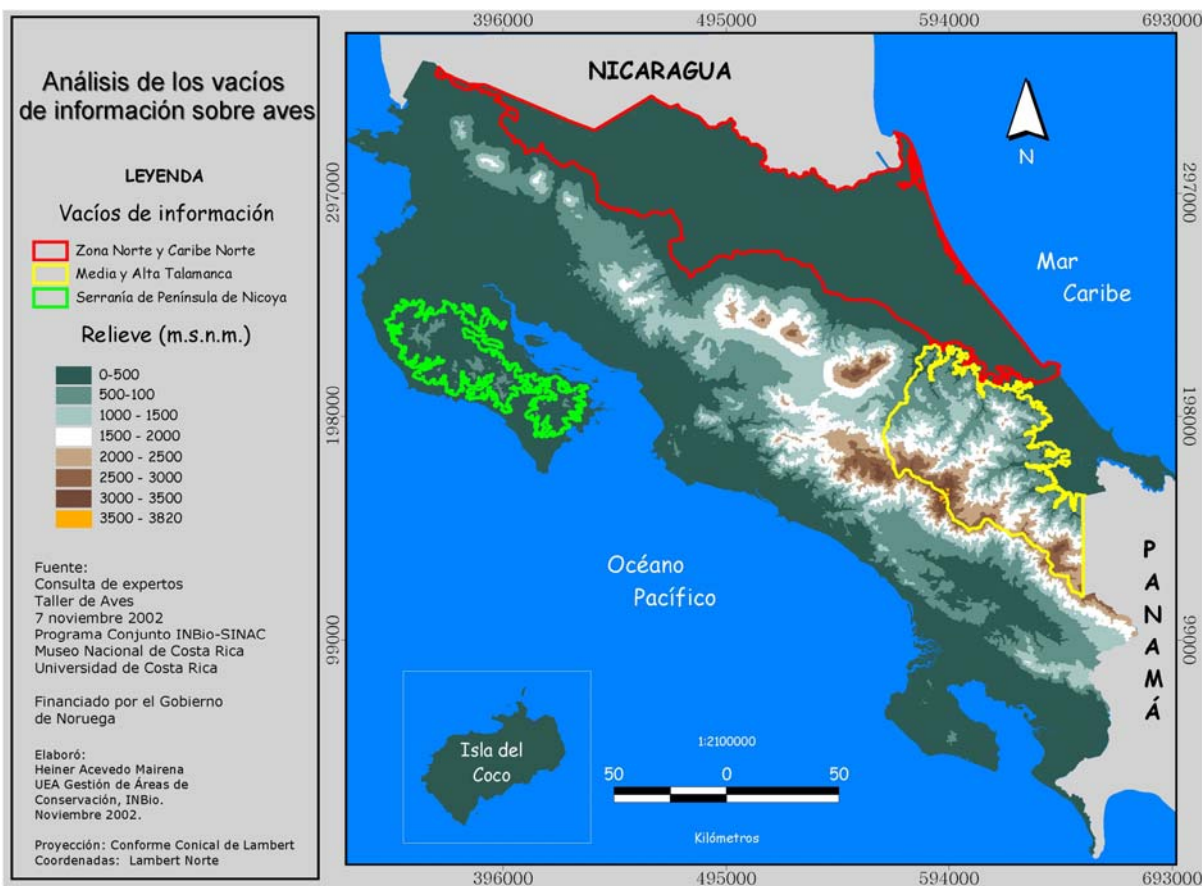 Análisis de los vacíos
de información sobre aves
LEYENDA
Vacíos de información
Zona Norte y Caribe Norte
Media y Alta Talamanca
Serranía de Península de Nicoya
Relieve (m.s.n.m.)
0-500
500-100
1000 - 1500
1500 - 2000
2000 - 2500
2500 - 3000
3000 - 3500
3500 - 3820
Fuente:
Consulta de expertos
Taller de Aves
7 noviembre 2002
Programa Conjunto INBio-SINAC
Museo Nacional de Costa Rica
Universidad de Costa Rica
Financiado por el Gobierno
de Noruega
Elaboró:
Heiner Acevedo Mairena
UEA Gestión de Áreas de
Conservación, INBio.
Noviembre 2002.
Proyección: Conforme Conical de Lambert
Coordenadas: Lambert Norte
396000
495000
594000
693000
297000
198000
99000
NICARAGUA
N
Mar
Caribe
Océano
Pacífico
PANAMÁ
Isla del
Coco
1:2100000
50
0
50
Kilómetros
297000
198000
99000
396000
495000
594000
693000